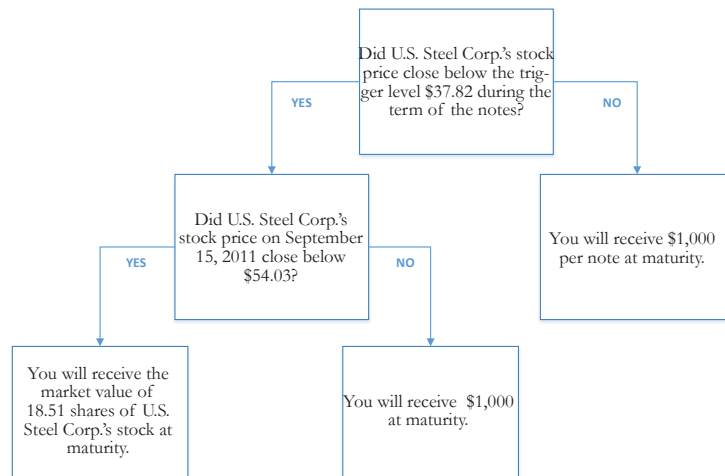 Did U.S. Steel Corp.'s stock
price close below the trig-
ger level $37.82 during the
term of the notes?
YES
NO
Did U.S. Steel Corp.'s
stock price on September
15, 2011 close below
$54.03?
You will receive $1,000
per note at maturity.
YES
NO
You will receive the
market value of
18.51 shares of U.S.
Steel Corp.'s stock at
maturity.
You will receive  $1,000
at maturity.